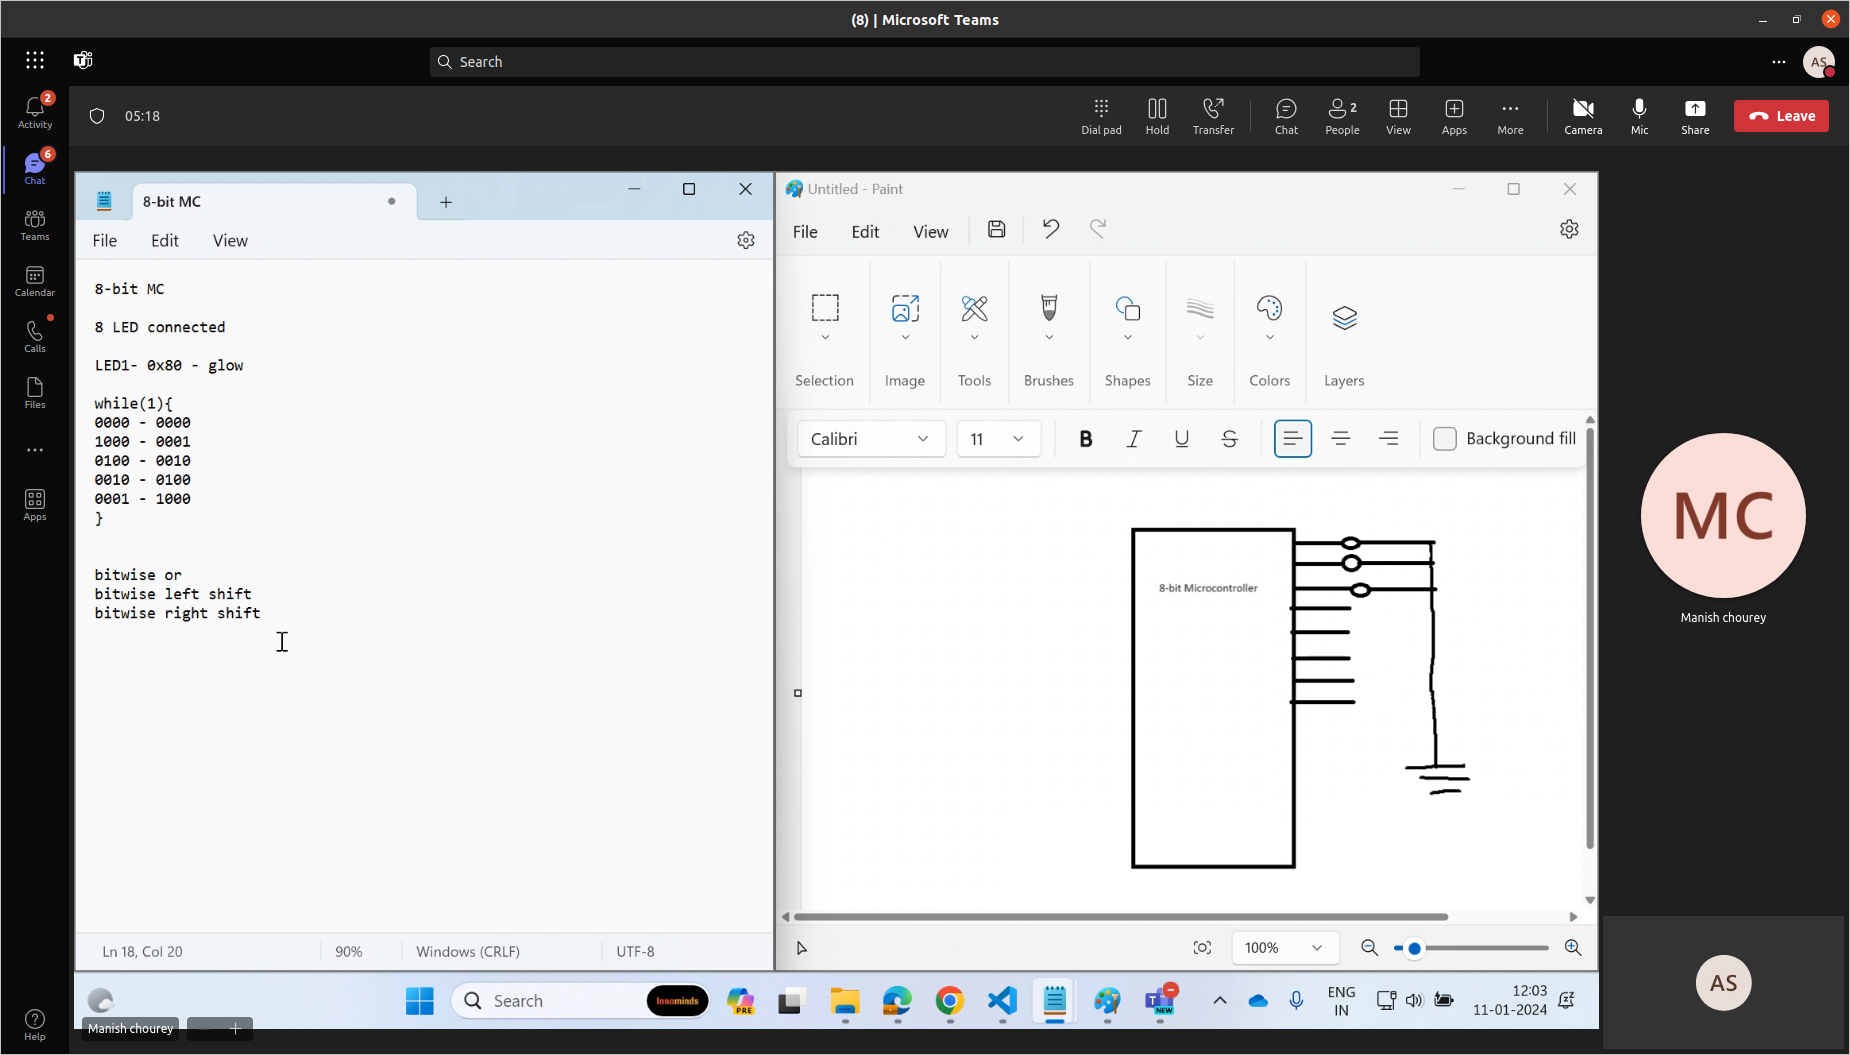 (8) | Microsoft Teams
Search
AS
2
Activity
05:18
Dial pad
Hold
Transfer
Chat
2
People
View
Apps
More
Camera
Mic
Share
Leave
6
Chat
Teams
Calendar
Calls
Files
Apps
Help
8-bit MC
File Edit View
8-bit MC
8 LED connected
LED1- 0x80 - glow
while(1){
0000 - 0000
1000 - 0001
0100 - 0010
0010 - 0100
0001 - 1000
}
bitwise or
bitwise left shift
bitwise right shift
Ln 18, Col 20
90%
Windows (CRLF)
UTF-8
Untitled - Paint
File Edit View
Selection
Image
Tools
Brushes
Shapes
Size
Colors
Layers
Calibri
11
B
I
U
S
Background fill
8-bit Microcontroller
100%
MC
Manish chourey
AS
Search
Innominds
PRE
T
NEW
ENG
IN
12:03
11-01-2024
Manish chourey